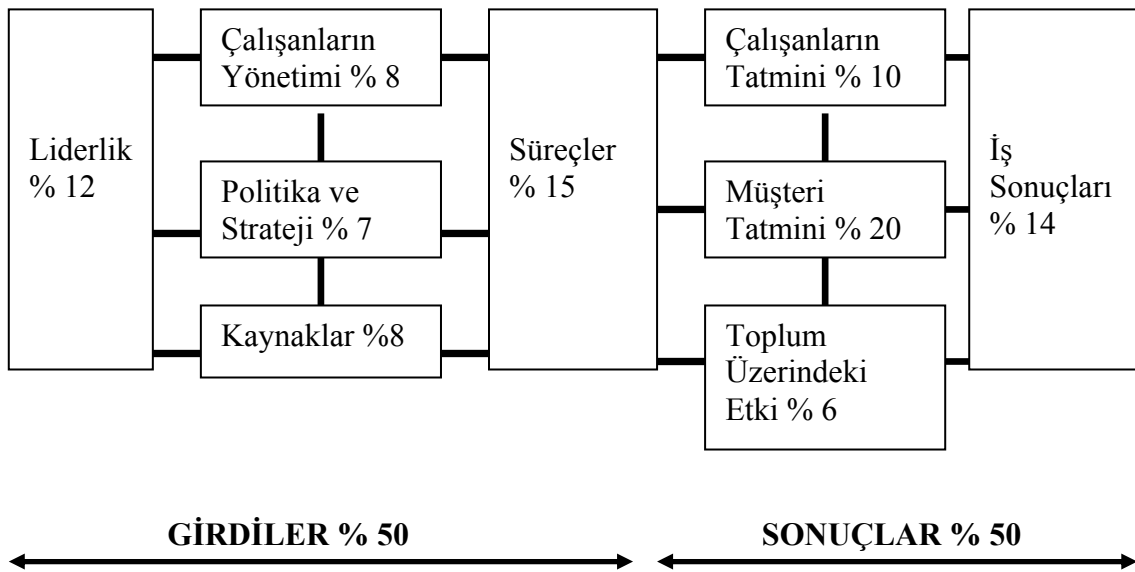 Liderlik
% 12
Çalışanların
Yönetimi % 8
Politika ve
Strateji % 7
Kaynaklar %8
Süreçler
% 15
Çalışanların
Tatmini % 10
Müşteri
Tatmini % 20
Toplum
Üzerindeki
Etki % 6
İş
Sonuçları
% 14
GİRDİLER % 50
SONUÇLAR % 50